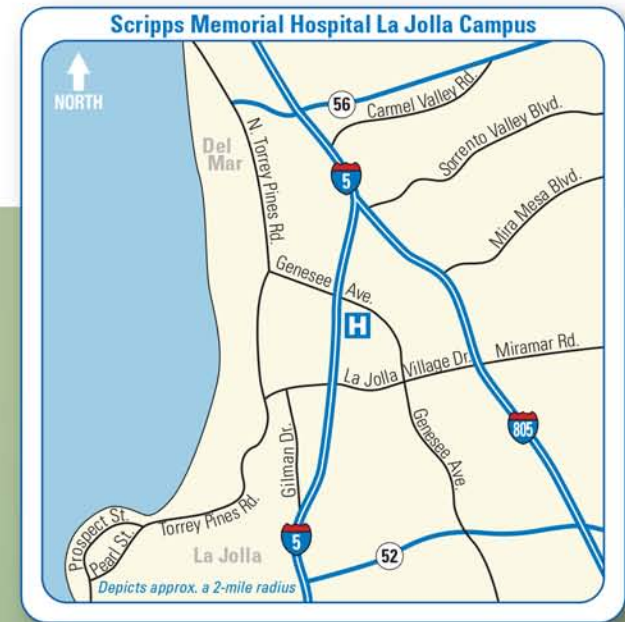 Scripps Memorial Hospital La Jolla Campus
NORTH
56
Carmel Valley Rd.
Del
Mar
N. Torrey Pines Rd.
Sorrento Valley Blvd.
5
Mira Mesa Blvd.
Genesee Ave.
H
La Jolla Village Dr.
Miramar Rd.
Gilman Dr.
Genesee Ave.
805
Prospect St.
Pearl St.
Torrey Pines Rd.
La Jolla
5
52
Depicts approx. a 2-mile radius